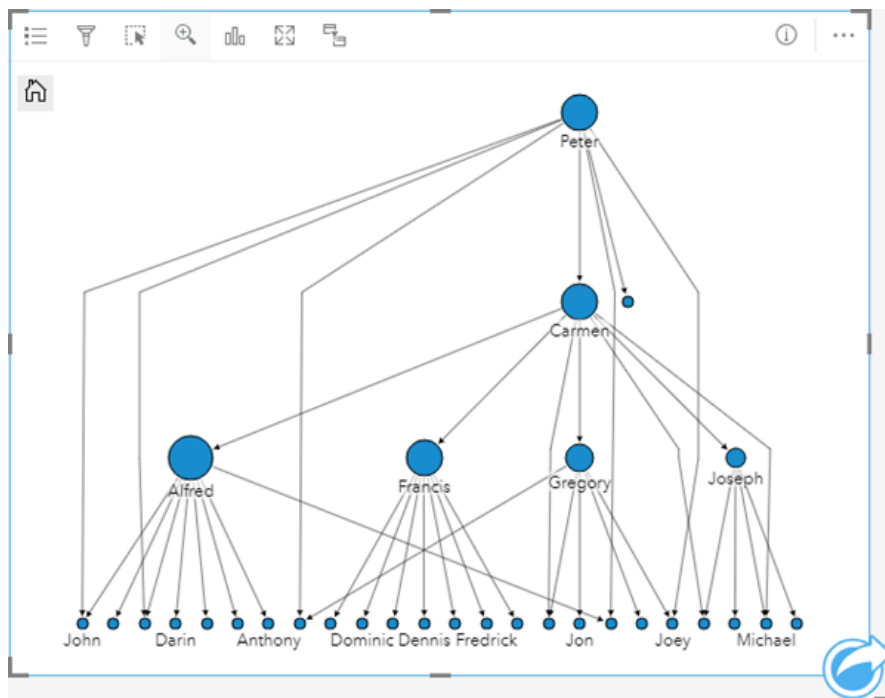 Peter
Carmen
Alfred
Francis
Gregory
Joseph
John
Darin
Anthony
Dominic
Dennis
Fredrick
Jon
Joey
Michael